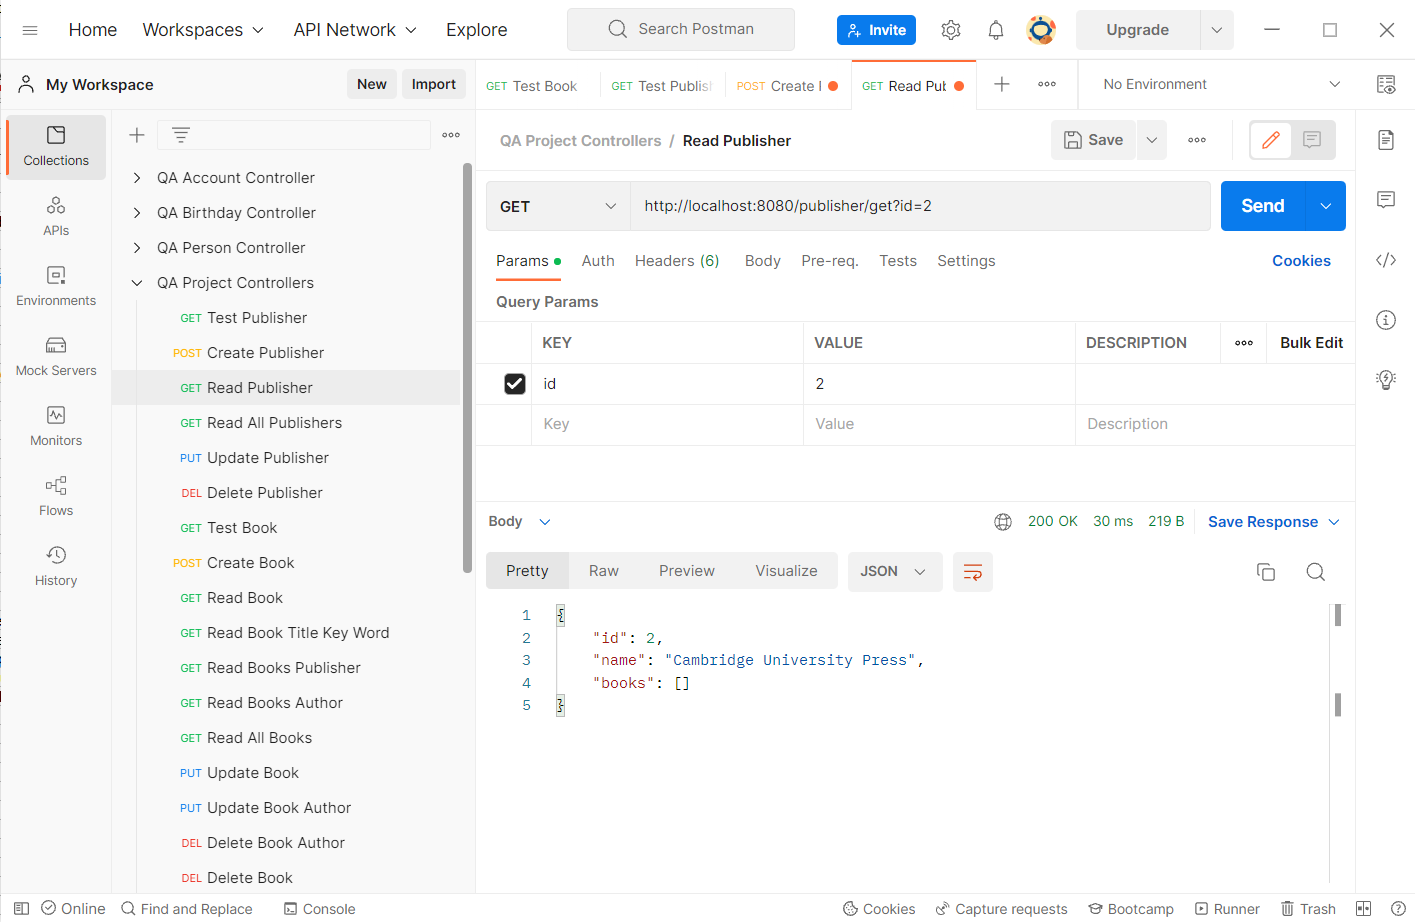 Home Workspaces API Network Explore Search Postman Invite Upgrade
My Workspace New Import
GET Test Book GET Test Publis POST Create I GET Read Pub No Environment
Collections
APIs
Environments
Mock Servers
Monitors
Flows
History
QA Account Controller
QA Birthday Controller
QA Person Controller
QA Project Controllers
GET Test Publisher
POST Create Publisher
GET Read Publisher
GET Read All Publishers
PUT Update Publisher
DEL Delete Publisher
GET Test Book
POST Create Book
GET Read Book
GET Read Book Title Key Word
GET Read Books Publisher
GET Read Books Author
GET Read All Books
PUT Update Book
PUT Update Book Author
DEL Delete Book Author
DEL Delete Book
QA Project Controllers / Read Publisher Save
GET http://localhost:8080/publisher/get?id=2 Send
Params Auth Headers (6) Body Pre-req. Tests Settings Cookies
Query Params
KEY VALUE DESCRIPTION Bulk Edit
id 2
Key Value Description
Body 200 OK 30 ms 219 B Save Response
Pretty Raw Preview Visualize JSON
1 {
2 "id": 2,
3 "name": "Cambridge University Press",
4 "books": []
5 }
Online Find and Replace Console Cookies Capture requests Bootcamp Runner Trash